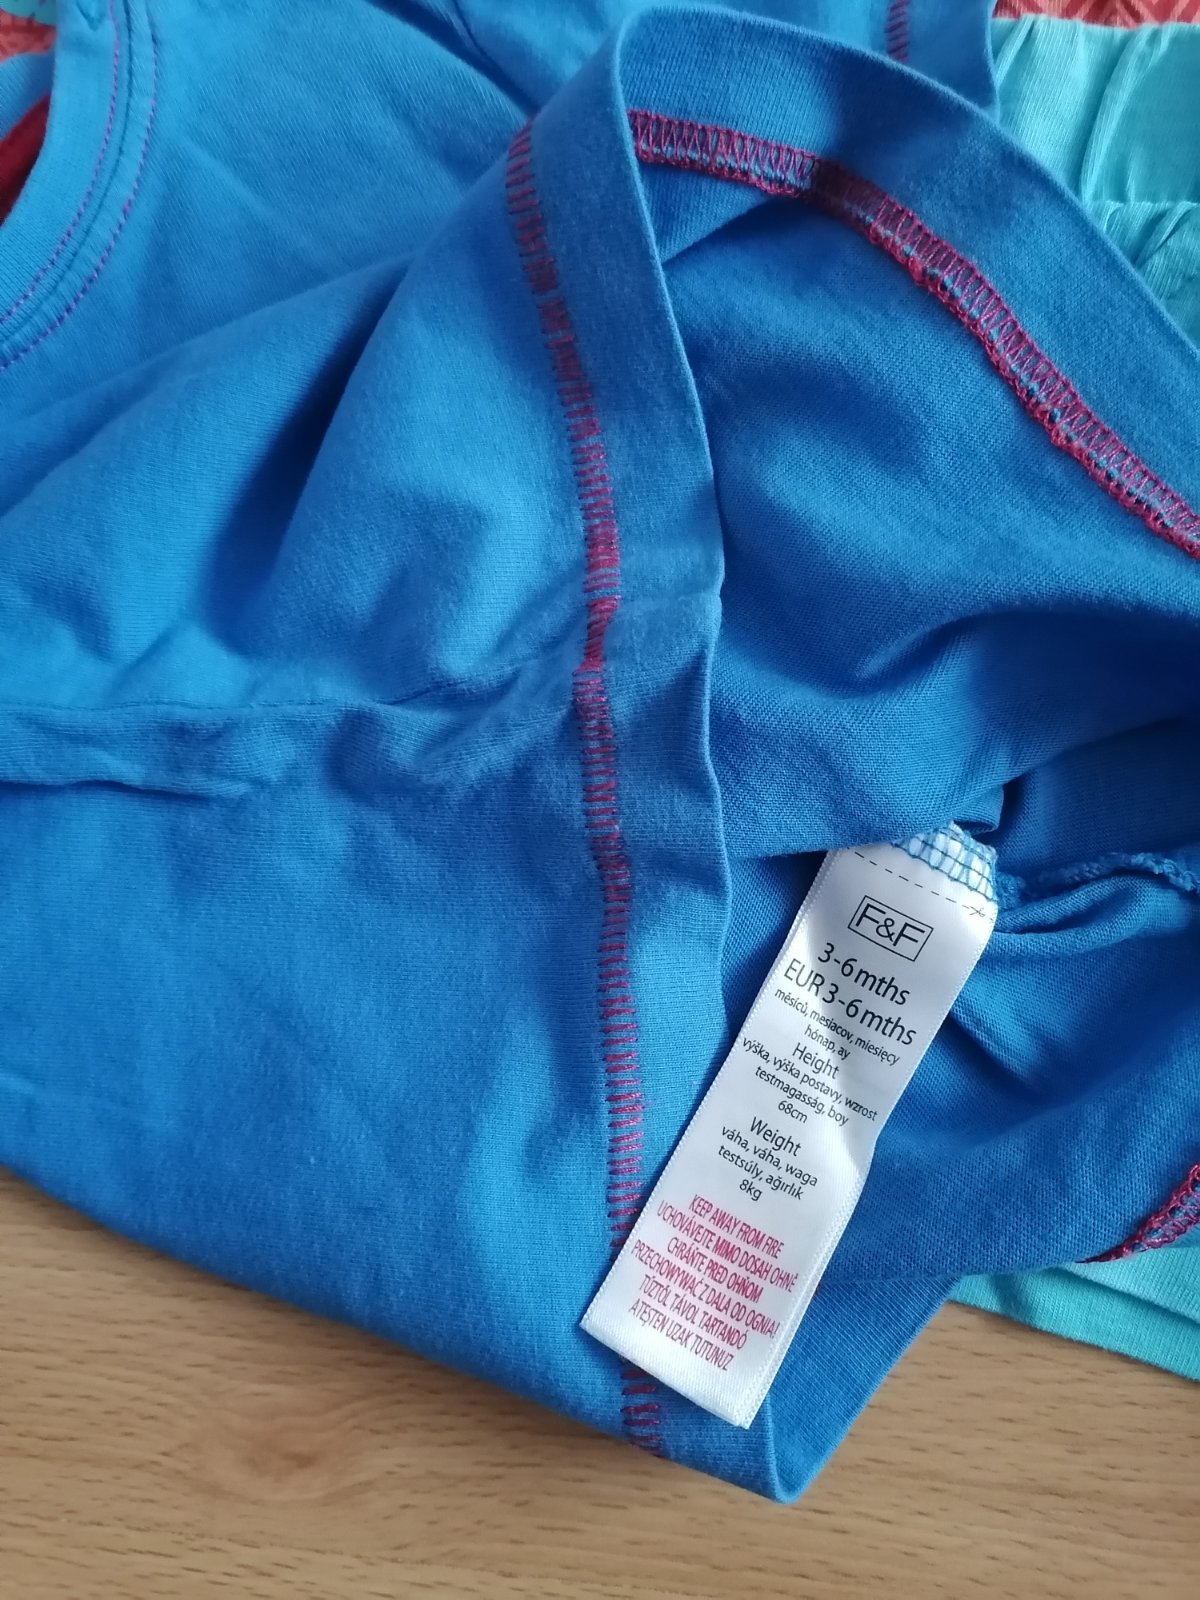 F&F
3-6 mths
EUR 3-6 mths
měsíců, mesiacov, miesięcy
hónap, ay
Height
výška, výška postavy, wzrost
testmagasság, boy
68cm
Weight
váha, váha, waga
testsúly, ağırlık
8kg
KEEP AWAY FROM FIRE
UCHOVÁVEJTE MIMO DOSAH OHNĚ
CHRÁŇTE PRED OHŇOM
PRZECHOWYWAĆ Z DALA OD OGNIA!
TŰZTŐL TÁVOL TARTANDÓ
ATEŞTEN UZAK TUTUNUZ